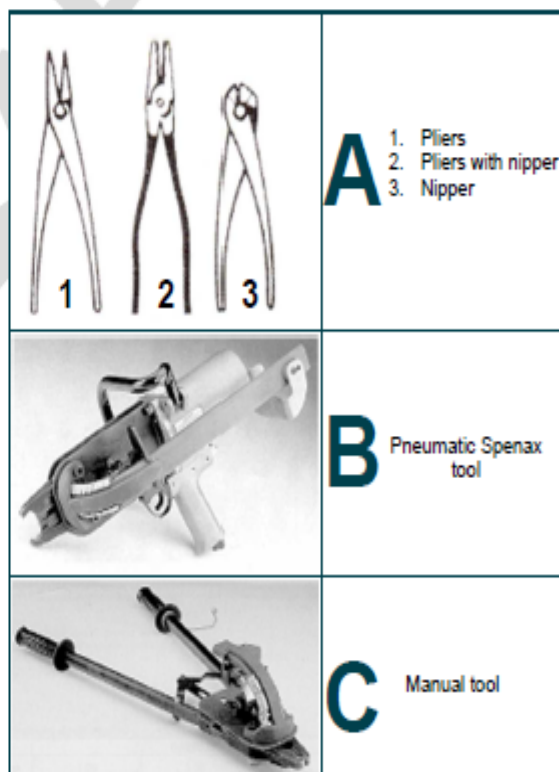 1 2 3
A
1. Pliers
2. Pliers with nipper
3. Nipper
B
Pneumatic Spenax
tool
C
Manual tool